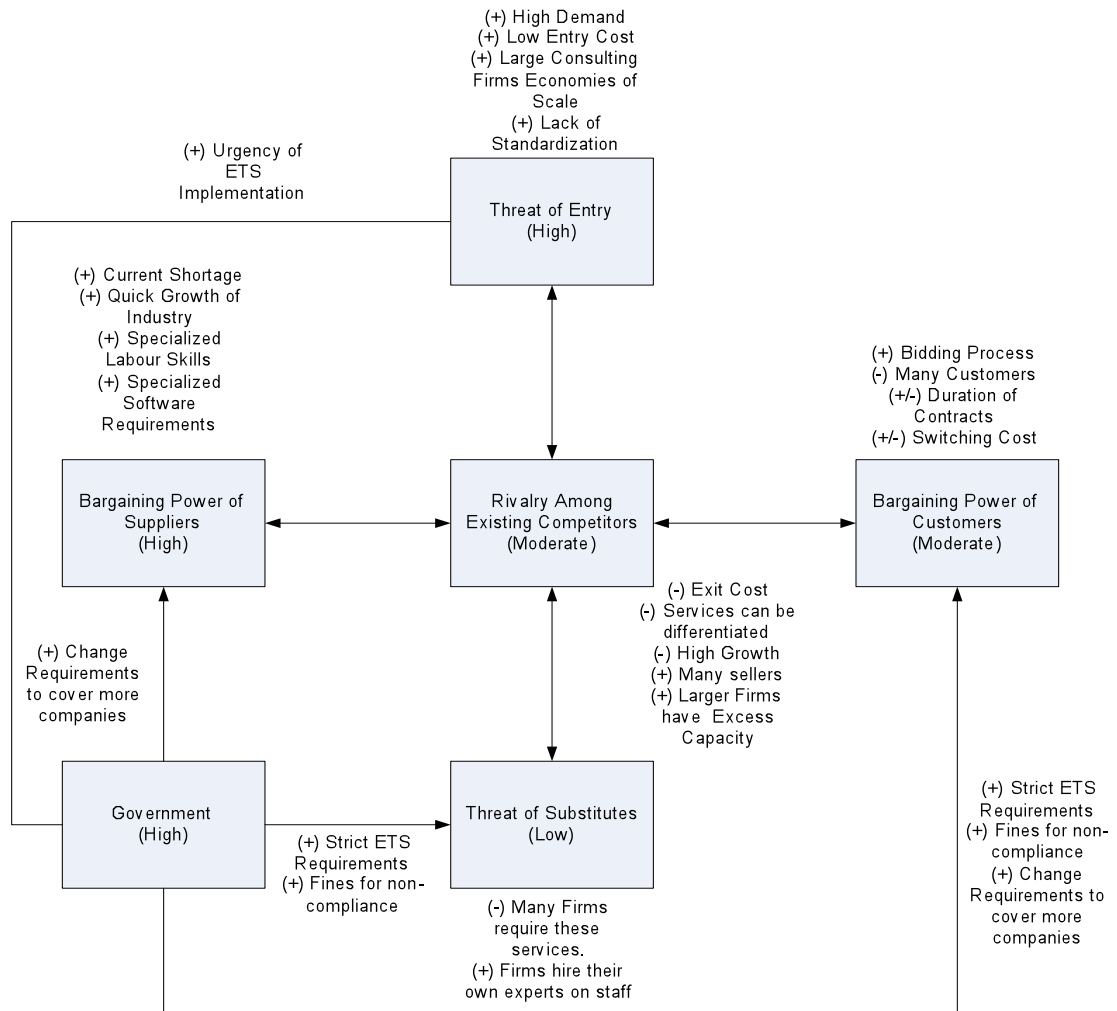 (+) High Demand
(+) Low Entry Cost
(+) Large Consulting
Firms Economies of
Scale
(+) Lack of
Standardization
(+) Urgency of
ETS
Implementation
Threat of Entry
(High)
(+) Current Shortage
(+) Quick Growth of
Industry
(+) Specialized
Labour Skills
(+) Specialized
Software
Requirements
(+) Bidding Process
(-) Many Customers
(+/-) Duration of
Contracts
(+/-) Switching Cost
Bargaining Power of
Suppliers
(High)
Rivalry Among
Existing Competitors
(Moderate)
Bargaining Power of
Customers
(Moderate)
(-) Exit Cost
(-) Services can be
differentiated
(-) High Growth
(+) Many sellers
(+) Larger Firms
have Excess
Capacity
(+) Change
Requirements
to cover more
companies
Government
(High)
(+) Strict ETS
Requirements
(+) Fines for non-
compliance
Threat of Substitutes
(Low)
(-) Many Firms
require these
services.
(+) Firms hire their
own experts on staff
(+) Strict ETS
Requirements
(+) Fines for non-
compliance
(+) Change
Requirements to
cover more
companies